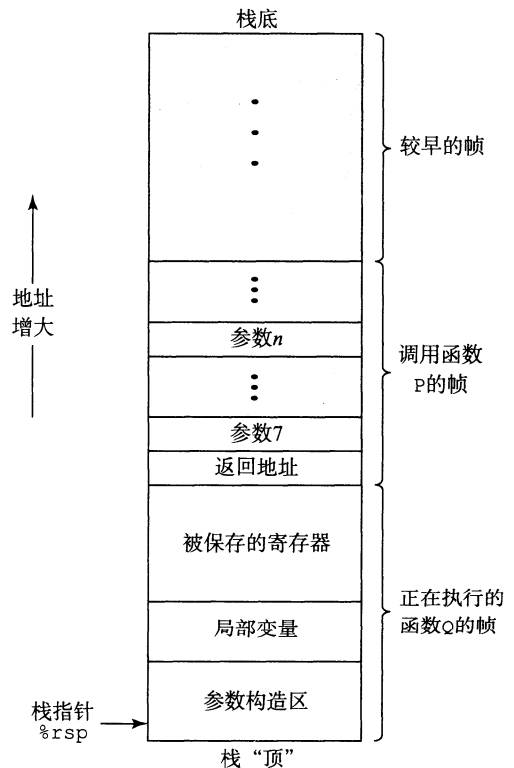 栈底
较早的帧
地址
增大
参数n
调用函数
P的帧
参数7
返回地址
被保存的寄存器
正在执行的
函数Q的帧
局部变量
参数构造区
栈指针
%rsp
栈“顶”